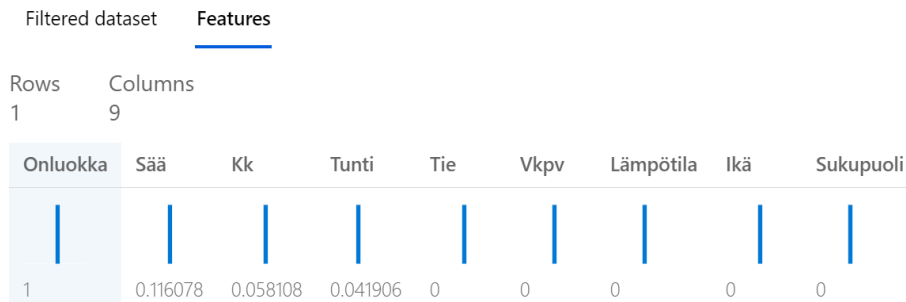 Filtered dataset Features
Rows Columns
1 9
Onluokka Sää Kk Tunti Tie Vkpv Lämpötila Ikä Sukupuoli
1 0.116078 0.058108 0.041906 0 0 0 0 0